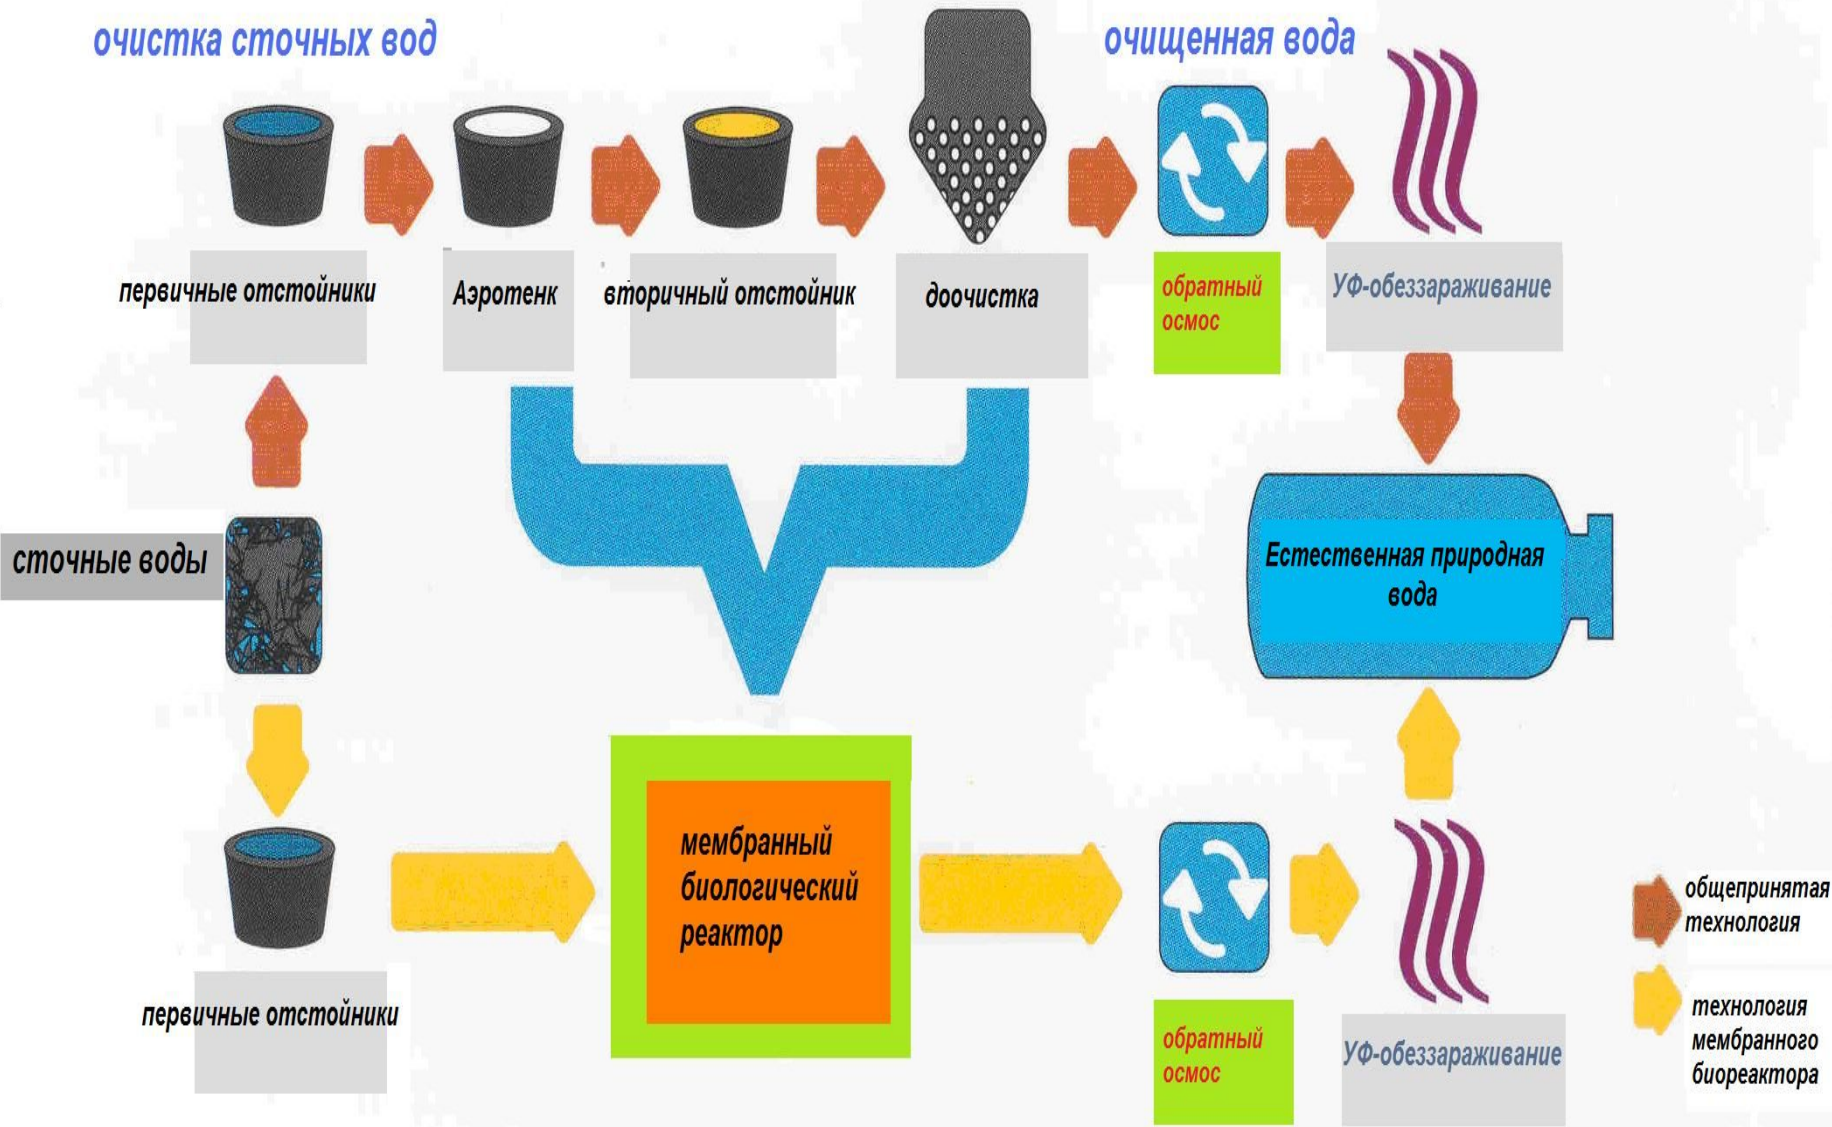 очистка сточных вод
очищенная вода
первичные отстойники
Аэротенк
вторичный отстойник
доочистка
обратный
осмос
УФ-обеззараживание
сточные воды
Естественная природная
вода
мембранный
биологический
реактор
первичные отстойники
обратный
осмос
УФ-обеззараживание
общепринятая
технология
технология
мембранного
биореактора